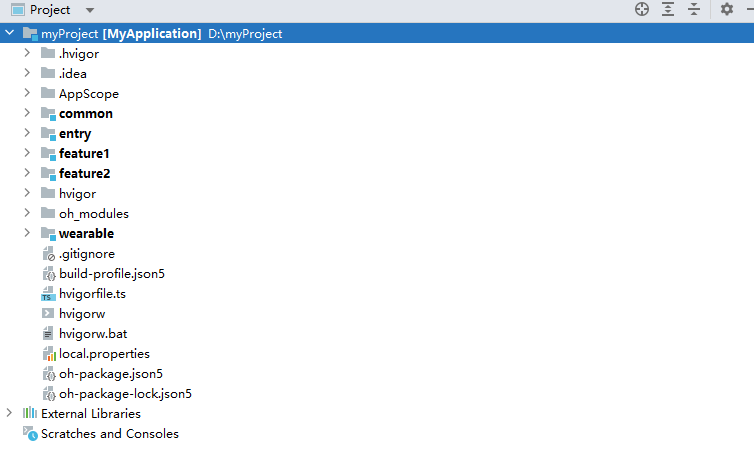 Project
myProject [MyApplication] D:\myProject
.hvigor
.idea
AppScope
common
entry
feature1
feature2
hvigor
oh_modules
wearable
.gitignore
build-profile.json5
TS hvigorfile.ts
hvigorw
hvigorw.bat
local.properties
oh-package.json5
oh-package-lock.json5
External Libraries
Scratches and Consoles